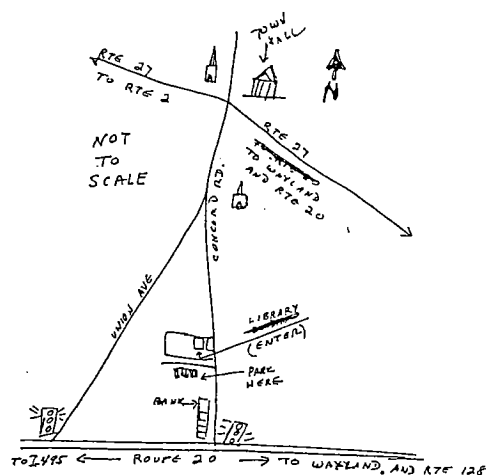 TOWN
HALL
RTE 27
TO RTE 2
N
NOT
TO
SCALE
RTE 27
TO WAYLAND
AND RTE 20
CONCORD RD.
UNION AVE
LIBRARY
(ENTER)
PARK
HERE
BANK
TO I495 ← ROUTE 20 → TO WAYLAND. AND RTE 128